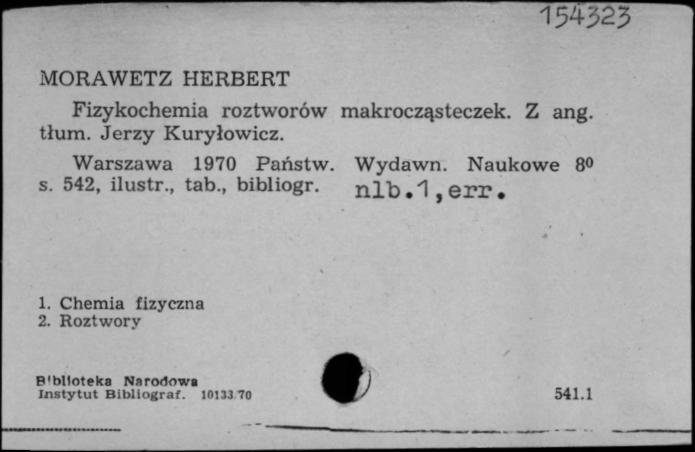 154323
MORAWETZ HERBERT
Fizykochemia roztworów makrocząsteczek. Z ang.
tłum. Jerzy Kuryłowicz.
Warszawa 1970 Państw. Wydawn. Naukowe 8⁰
s. 542, ilustr., tab., bibliogr. nlb.1,err.
1. Chemia fizyczna
2. Roztwory
Biblioteka Narodowa
Instytut Bibliograf. 10133/70
541.1